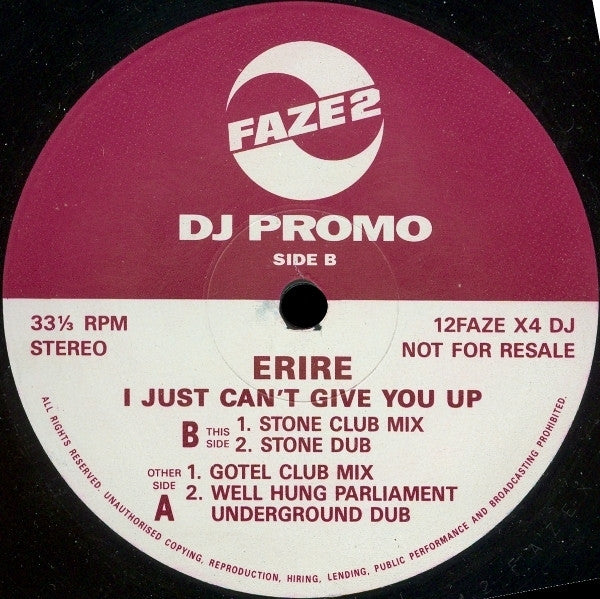 FAZE 2
DJ PROMO
SIDE B
33⅓ RPM
STEREO
12FAZE X4 DJ
NOT FOR RESALE
ERIRE
I JUST CAN'T GIVE YOU UP
B THIS SIDE 1. STONE CLUB MIX
2. STONE DUB
OTHER SIDE A 1. GOTEL CLUB MIX
2. WELL HUNG PARLIAMENT
UNDERGROUND DUB
ALL RIGHTS RESERVED. UNAUTHORISED COPYING, REPRODUCTION, HIRING, LENDING, PUBLIC PERFORMANCE AND BROADCASTING PROHIBITED.